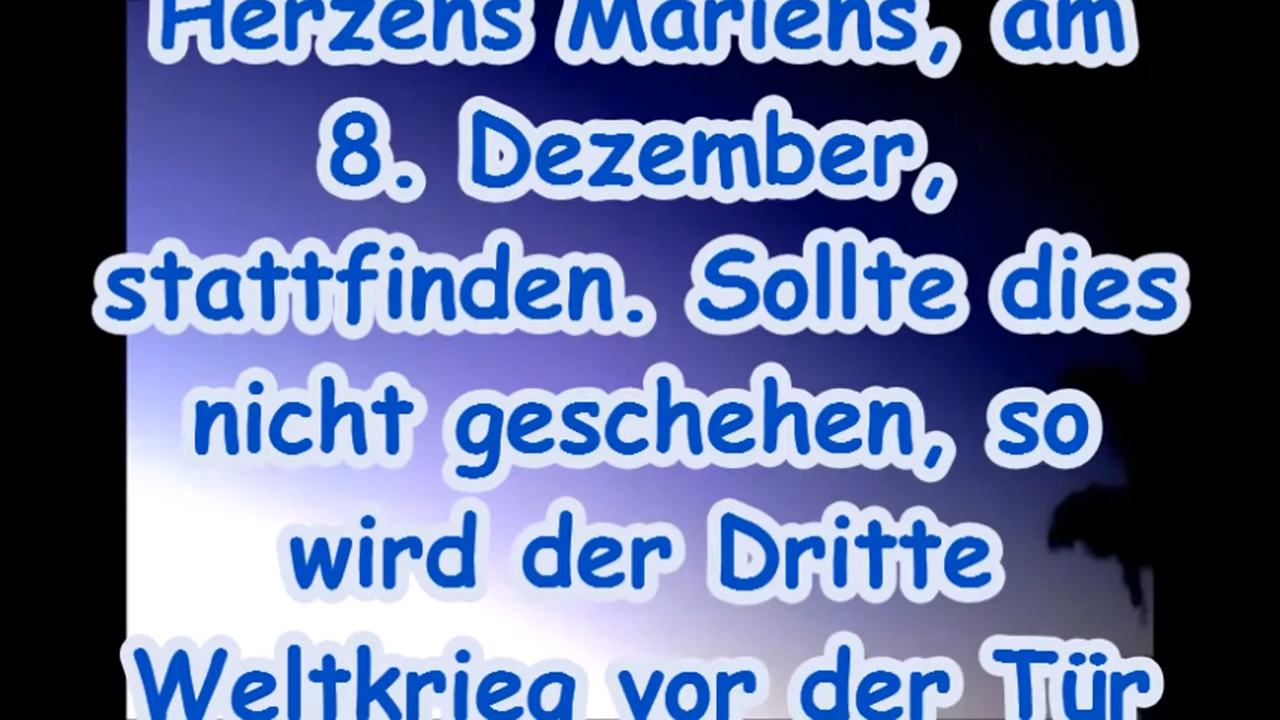 Herzens Mariens, am
8. Dezember,
stattfinden. Sollte dies
nicht geschehen, so
wird der Dritte
Weltkrieg vor der Tür